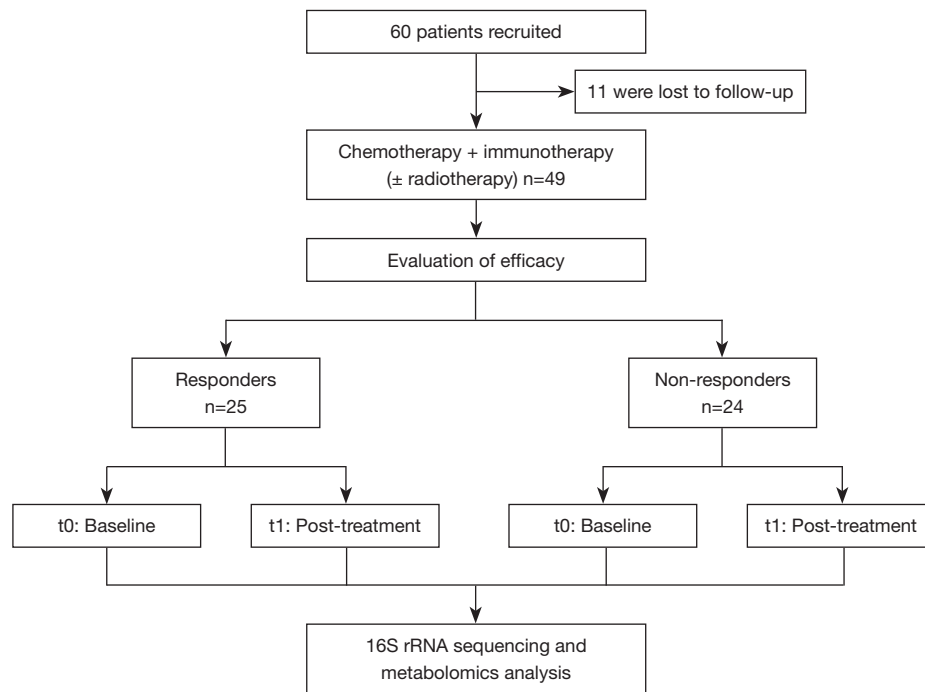 60 patients recruited
11 were lost to follow-up
Chemotherapy + immunotherapy
(± radiotherapy) n=49
Evaluation of efficacy
Responders
n=25
Non-responders
n=24
t0: Baseline
t1: Post-treatment
t0: Baseline
t1: Post-treatment
16S rRNA sequencing and
metabolomics analysis